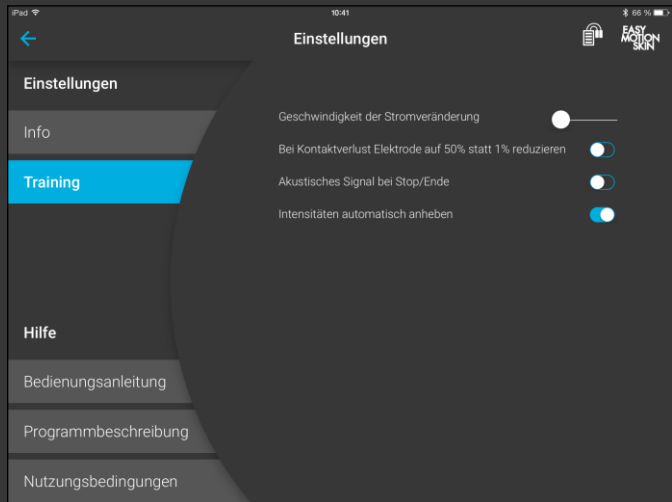 iPad 10:41 66 %
Einstellungen
EASY
MOTION
SKIN
Einstellungen
Info
Training
Hilfe
Bedienungsanleitung
Programmbeschreibung
Nutzungsbedingungen
Geschwindigkeit der Stromveränderung
Bei Kontaktverlust Elektrode auf 50% statt 1% reduzieren
Akustisches Signal bei Stop/Ende
Intensitäten automatisch anheben